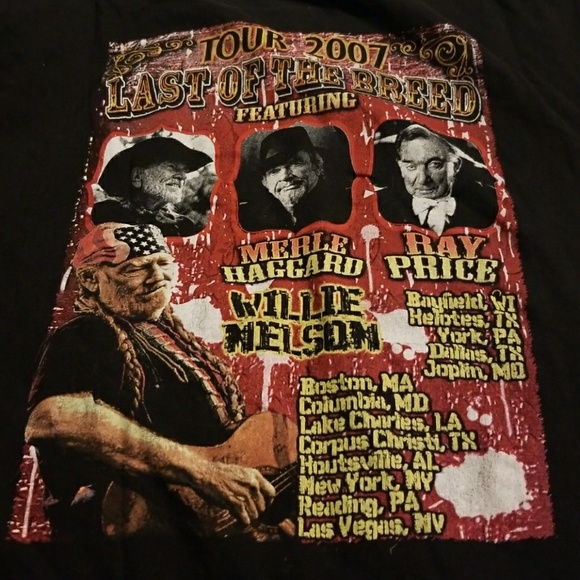 TOUR 2007
LAST OF THE BREED
FEATURING
MERLE
HAGGARD
RAY
PRICE
WILLIE
NELSON
Bayfield, WI
Helotes, TX
York, PA
Dallas, TX
Joplin, MO
Boston, MA
Columbia, MD
Lake Charles, LA
Corpus Christi, TX
Houtsville, AL
New York, NY
Reading, PA
Las Vegas, NV